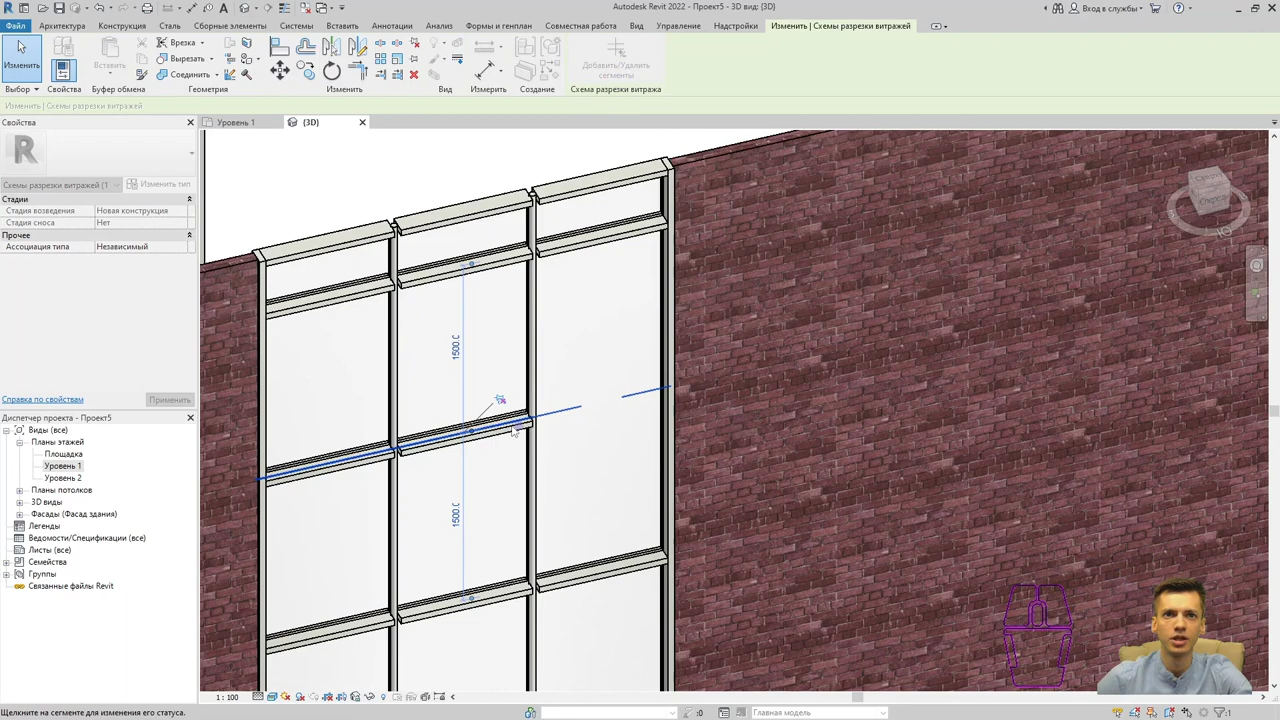 Autodesk Revit 2022 - Проект5 - 3D вид: {3D}
Вход в службы
Файл Архитектура Конструкция Сталь Сборные элементы Системы Вставить Аннотации Анализ Формы и генплан Совместная работа Вид Управление Надстройки Изменить | Схемы разрезки витражей
Изменить
Вставить
Врезка
Вырезать
Соединить
Добавить/Удалить
сегменты
Выбор Свойства Буфер обмена Геометрия Изменить Вид Измерить Создание Схема разрезки витража
Изменить | Схемы разрезки витражей
Свойства
Уровень 1
(3D)
Схемы разрезки витражей (1
Изменить тип
Стадии
Стадия возведения Новая конструкция
Стадия сноса Нет
Прочее
Ассоциация типа Независимый
Справка по свойствам
Применить
Диспетчер проекта - Проект5
Виды (все)
Планы этажей
Площадка
Уровень 1
Уровень 2
Планы потолков
3D виды
Фасады (Фасад здания)
Легенды
Ведомости/Спецификации (все)
Листы (все)
Семейства
Группы
Связанные файлы Revit
1500.0
1500.0
1 : 100
Щелкните на сегменте для изменения его статуса.
:0
Главная модель
:1